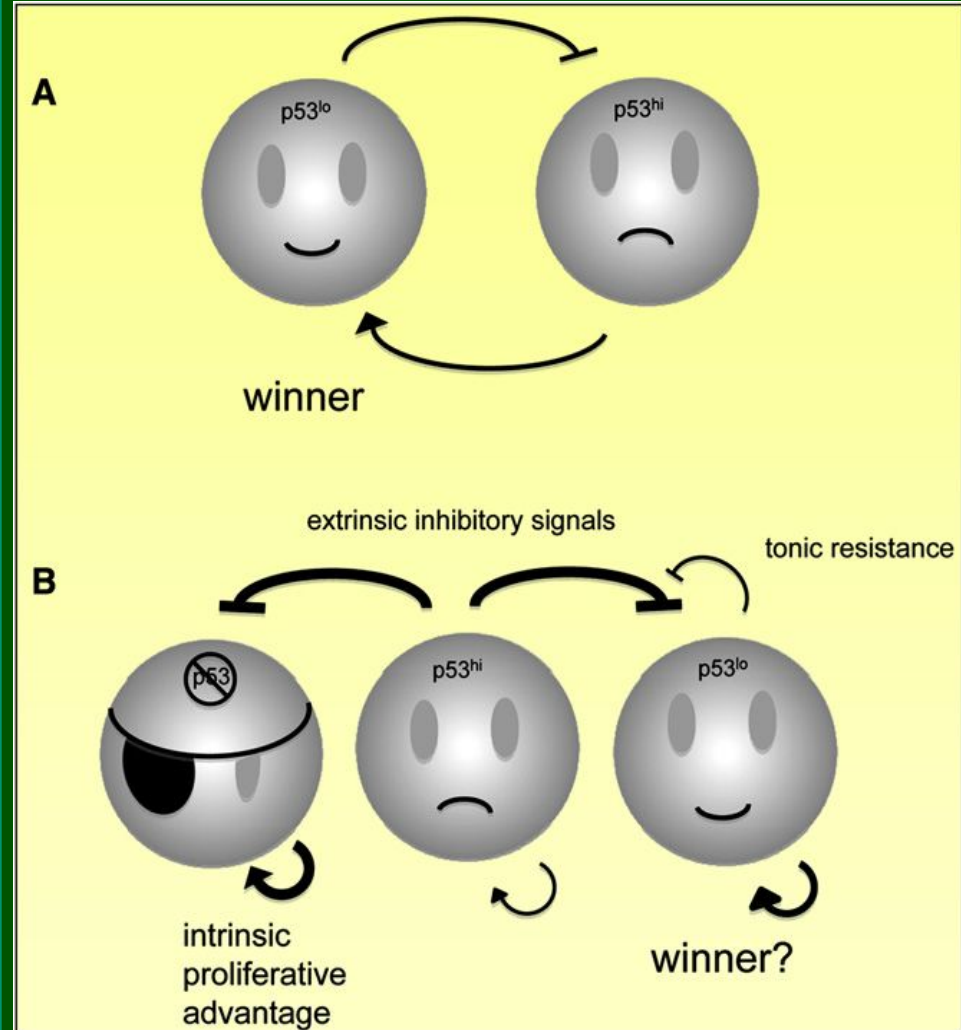 A
p53ˡᵒ
p53ʰⁱ
winner
extrinsic inhibitory signals
tonic resistance
B
p53
p53ʰⁱ
p53ˡᵒ
intrinsic
proliferative
advantage
winner?